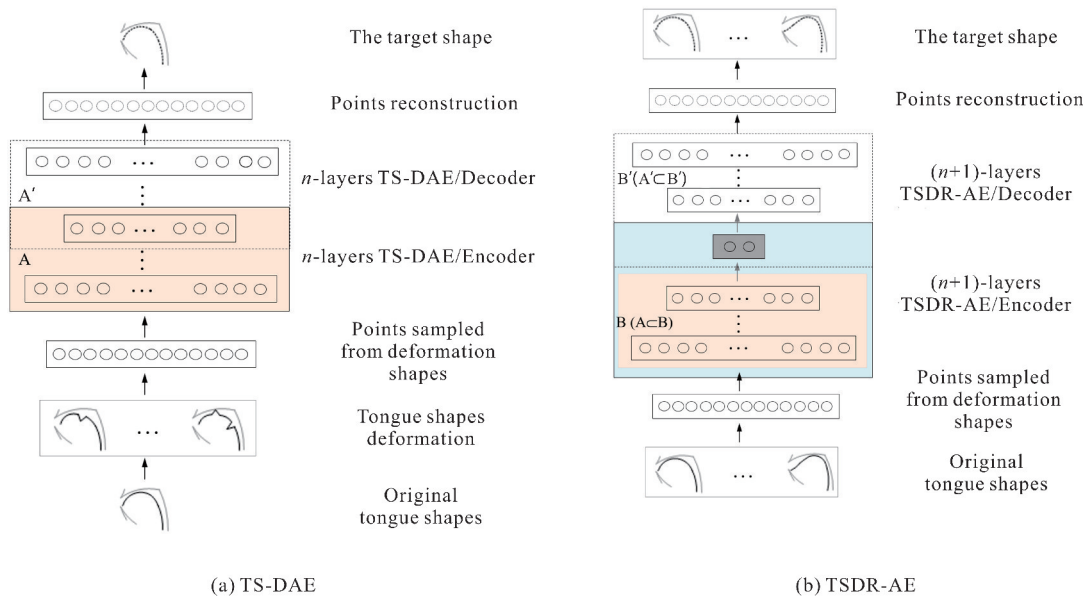 The target shape
Points reconstruction
n-layers TS-DAE/Decoder
A′
n-layers TS-DAE/Encoder
A
Points sampled
from deformation
shapes
Tongue shapes
deformation
Original
tongue shapes
(a) TS-DAE
The target shape
Points reconstruction
B′(A′⊂B′)
(n+1)-layers
TSDR-AE/Decoder
(n+1)-layers
TSDR-AE/Encoder
B (A⊂B)
Points sampled
from deformation
shapes
Original
tongue shapes
(b) TSDR-AE